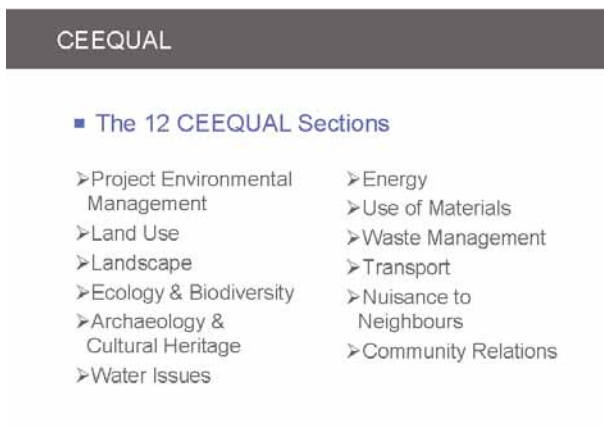 CEEQUAL
■ The 12 CEEQUAL Sections
➢Project Environmental
Management
➢Land Use
➢Landscape
➢Ecology & Biodiversity
➢Archaeology &
Cultural Heritage
➢Water Issues
➢Energy
➢Use of Materials
➢Waste Management
➢Transport
➢Nuisance to
Neighbours
➢Community Relations